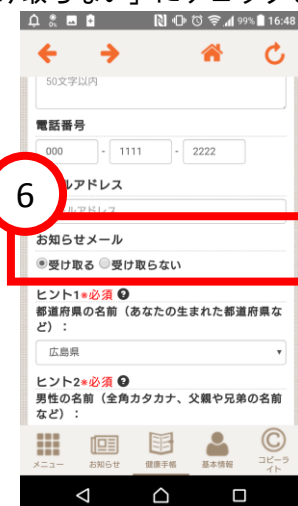 取らない」にチェック
99% 16:48
50文字以内
電話番号
000 - 1111 - 2222
ルアドレス
ルアドレス
6
お知らせメール
受け取る 受け取らない
ヒント1※必須
都道府県の名前（あなたの生まれた都道府県な
ど）：
広島県
ヒント2※必須
男性の名前（全角カタカナ、父親や兄弟の名前
など）：
メニュー お知らせ 健康手帳 基本情報 コピーラ
イト